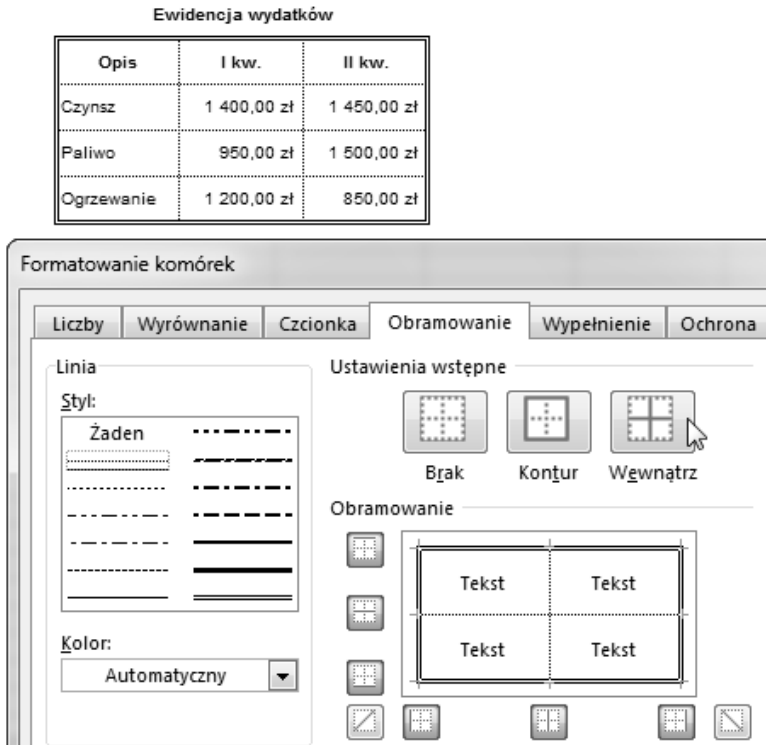 Ewidencja wydatków
Opis I kw. II kw.
Czynsz 1 400,00 zł 1 450,00 zł
Paliwo 950,00 zł 1 500,00 zł
Ogrzewanie 1 200,00 zł 850,00 zł
Formatowanie komórek
Liczby Wyrównanie Czcionka Obramowanie Wypełnienie Ochrona
Linia
Styl:
Żaden
Kolor:
Automatyczny
Ustawienia wstępne
Brak Kontur Wewnątrz
Obramowanie
Tekst Tekst
Tekst Tekst